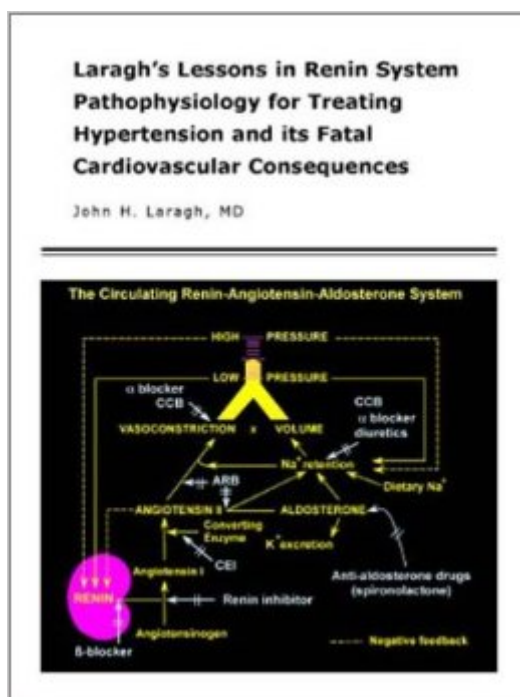 Laragh's Lessons in Renin System
Pathophysiology for Treating
Hypertension and its Fatal
Cardiovascular Consequences
John H. Laragh, MD
The Circulating Renin-Angiotensin-Aldosterone System
HIGH PRESSURE
LOW PRESSURE
α blocker
CCB
CCB
α blocker
diuretics
VASOCONSTRICTION x VOLUME
Na⁺ retention
Dietary Na⁺
ARB
ANGIOTENSIN II
ALDOSTERONE
Converting
Enzyme
K⁺ excretion
CEI
Angiotensin I
Anti-aldosterone drugs
(spironolactone)
RENIN
Renin inhibitor
Angiotensinogen
ß-blocker
Negative feedback